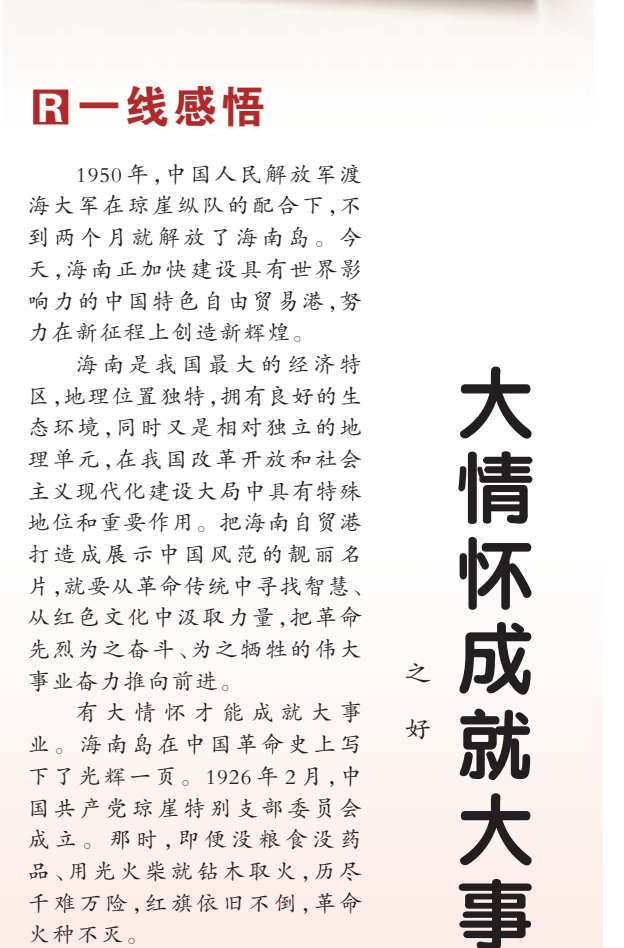 R一线感悟
大情怀成就大事
之好
1950年,中国人民解放军渡
海大军在琼崖纵队的配合下,不
到两个月就解放了海南岛。今
天,海南正加快建设具有世界影
响力的中国特色自由贸易港,努
力在新征程上创造新辉煌。
海南是我国最大的经济特
区,地理位置独特,拥有良好的生
态环境,同时又是相对独立的地
理单元,在我国改革开放和社会
主义现代化建设大局中具有特殊
地位和重要作用。把海南自贸港
打造成展示中国风范的靓丽名
片,就要从革命传统中寻找智慧、
从红色文化中汲取力量,把革命
先烈为之奋斗、为之牺牲的伟大
事业奋力推向前进。
有大情怀才能成就大事
业。海南岛在中国革命史上写
下了光辉一页。1926年2月,中
国共产党琼崖特别支部委员会
成立。那时,即便没粮食没药
品、用光火柴就钻木取火,历尽
千难万险,红旗依旧不倒,革命
火种不灭。